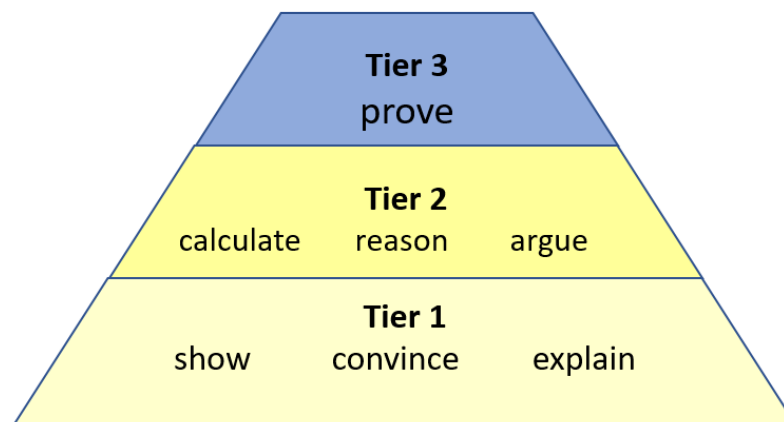 Tier 3
prove
Tier 2
calculate reason argue
Tier 1
show convince explain